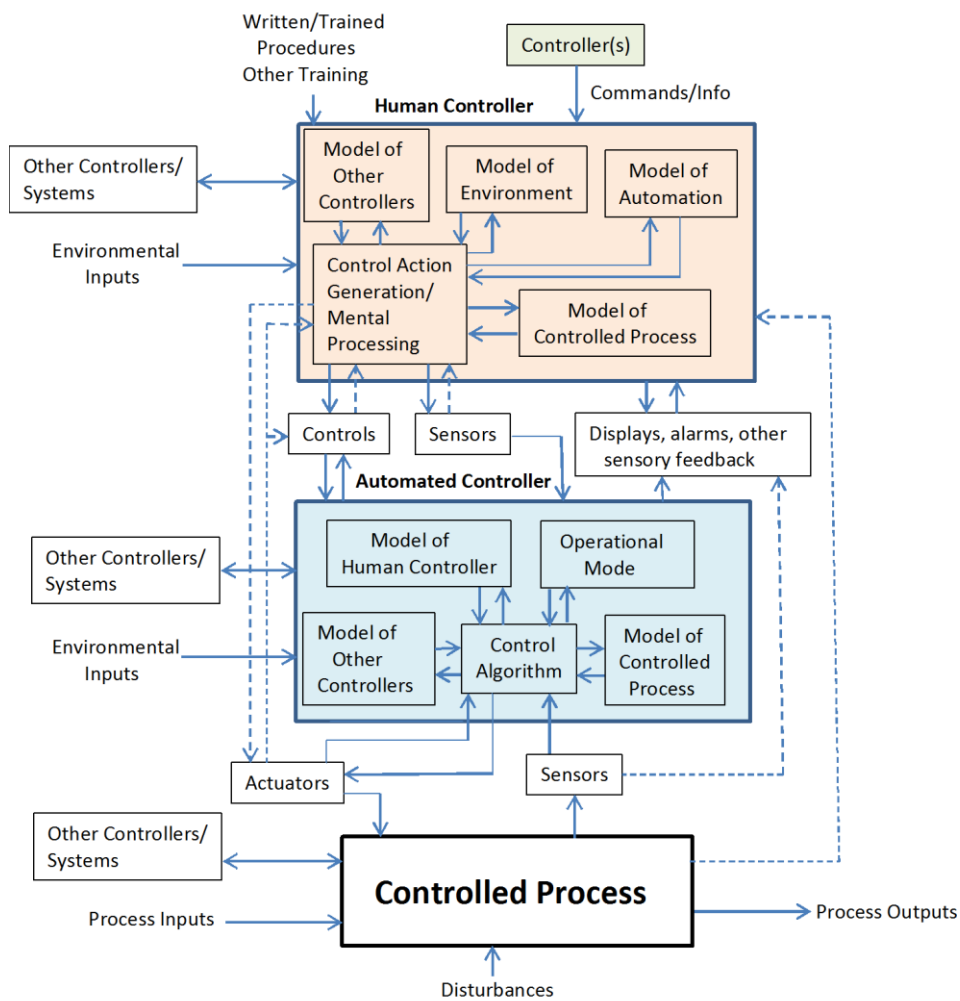 Written/Trained
Procedures
Other Training
Controller(s)
Commands/Info
Human Controller
Other Controllers/
Systems
Model of
Other
Controllers
Model of
Environment
Model of
Automation
Environmental
Inputs
Control Action
Generation/
Mental
Processing
Model of
Controlled Process
Controls
Sensors
Displays, alarms, other
sensory feedback
Automated Controller
Other Controllers/
Systems
Model of
Human Controller
Operational
Mode
Environmental
Inputs
Model of
Other
Controllers
Control
Algorithm
Model of
Controlled
Process
Actuators
Sensors
Other Controllers/
Systems
Controlled Process
Process Inputs
Process Outputs
Disturbances